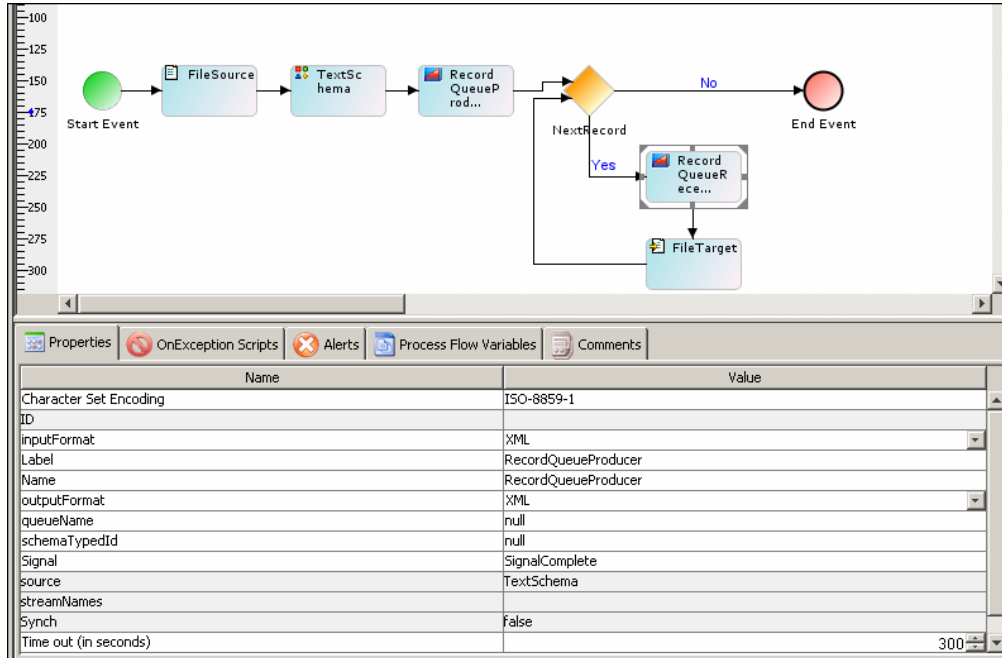 100
125
150
175
200
225
250
275
300
Start Event
FileSource
TextSc
hema
Record
QueueP
rod...
NextRecord
No
End Event
Yes
Record
QueueR
ece...
FileTarget
Properties
OnException Scripts
Alerts
Process Flow Variables
Comments
Name Value
Character Set Encoding ISO-8859-1
ID
inputFormat XML
Label RecordQueueProducer
Name RecordQueueProducer
outputFormat XML
queueName null
schemaTypedId null
Signal SignalComplete
source TextSchema
streamNames
Synch false
Time out (in seconds) 300